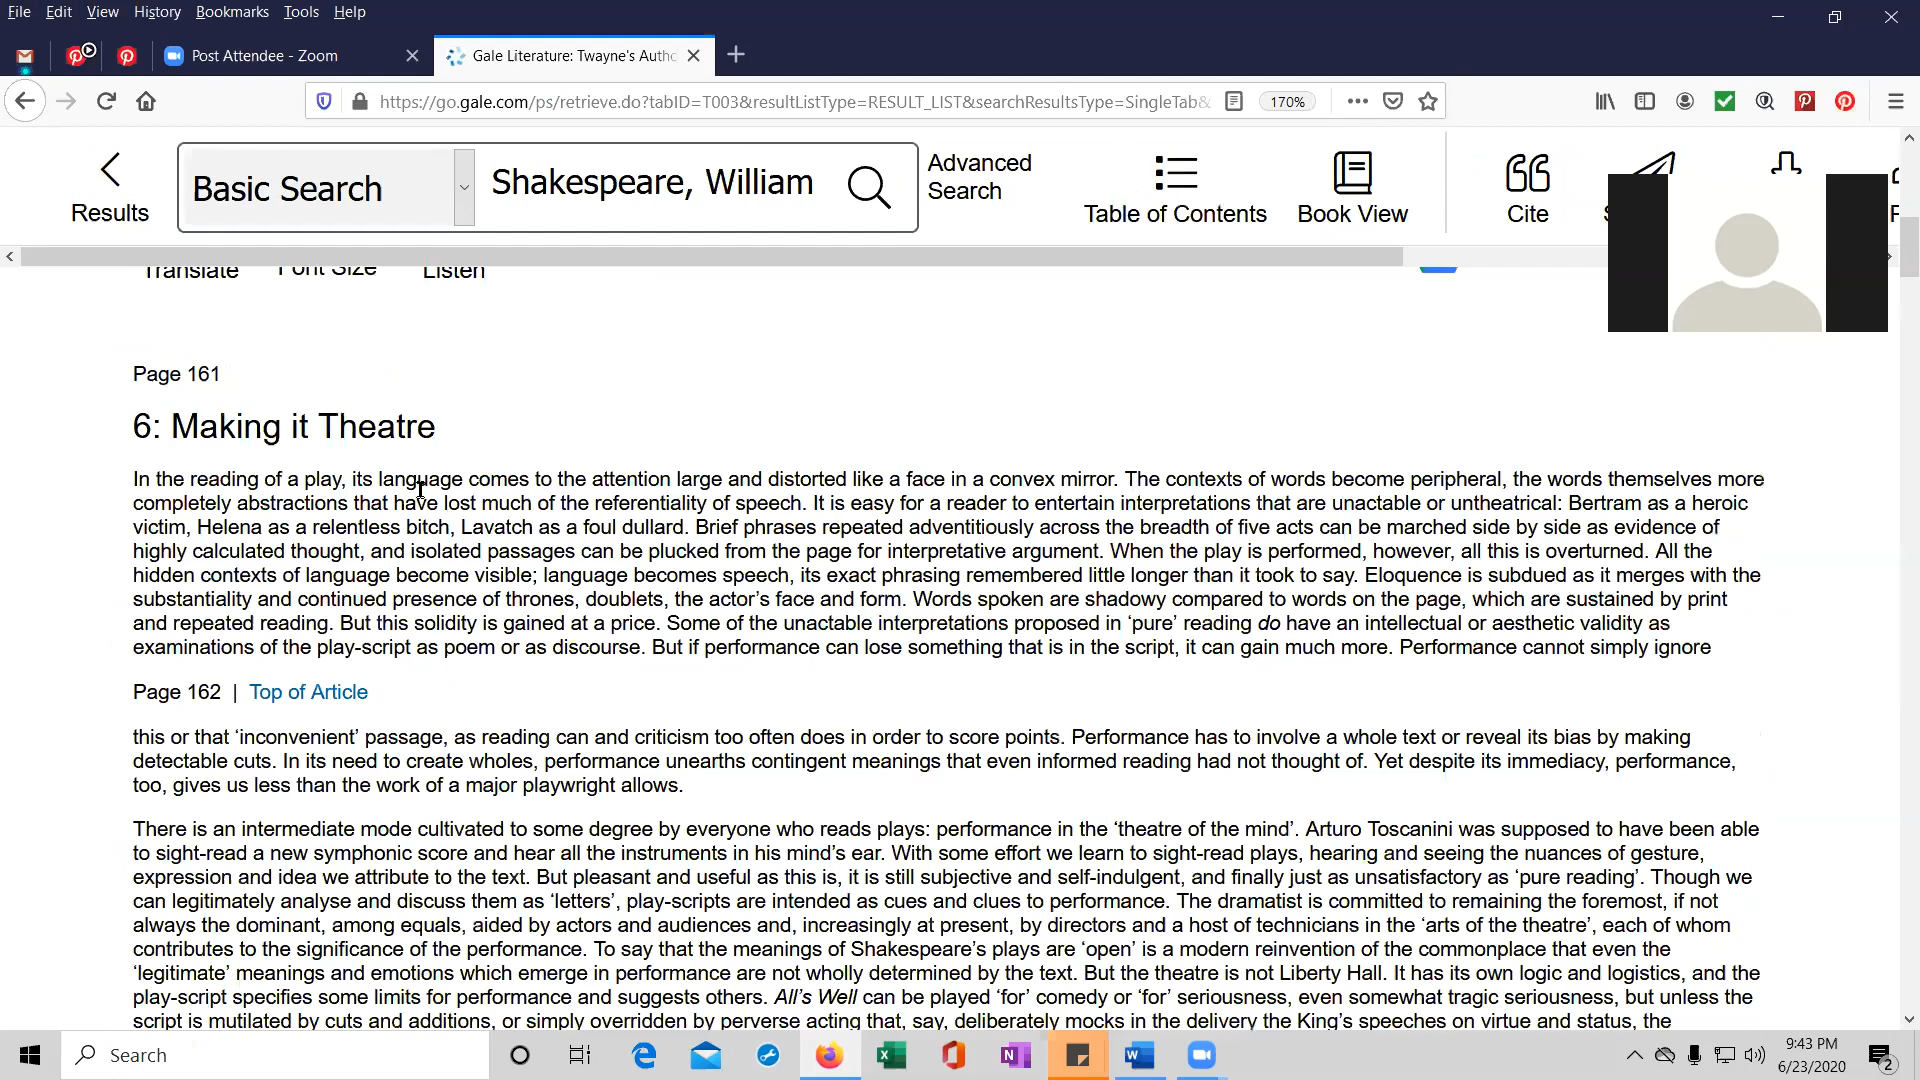 File Edit View History Bookmarks Tools Help
Post Attendee - Zoom
Gale Literature: Twayne's Autho
https://go.gale.com/ps/retrieve.do?tabID=T003&resultListType=RESULT_LIST&searchResultsType=SingleTab&
170%
Results
Basic Search
Shakespeare, William
Advanced
Search
Table of Contents
Book View
Cite
Translate Font Size Listen
Page 161
6: Making it Theatre
In the reading of a play, its language comes to the attention large and distorted like a face in a convex mirror. The contexts of words become peripheral, the words themselves more
completely abstractions that have lost much of the referentiality of speech. It is easy for a reader to entertain interpretations that are unactable or untheatrical: Bertram as a heroic
victim, Helena as a relentless bitch, Lavatch as a foul dullard. Brief phrases repeated adventitiously across the breadth of five acts can be marched side by side as evidence of
highly calculated thought, and isolated passages can be plucked from the page for interpretative argument. When the play is performed, however, all this is overturned. All the
hidden contexts of language become visible; language becomes speech, its exact phrasing remembered little longer than it took to say. Eloquence is subdued as it merges with the
substantiality and continued presence of thrones, doublets, the actor's face and form. Words spoken are shadowy compared to words on the page, which are sustained by print
and repeated reading. But this solidity is gained at a price. Some of the unactable interpretations proposed in ‘pure’ reading do have an intellectual or aesthetic validity as
examinations of the play-script as poem or as discourse. But if performance can lose something that is in the script, it can gain much more. Performance cannot simply ignore
Page 162 | Top of Article
this or that ‘inconvenient’ passage, as reading can and criticism too often does in order to score points. Performance has to involve a whole text or reveal its bias by making
detectable cuts. In its need to create wholes, performance unearths contingent meanings that even informed reading had not thought of. Yet despite its immediacy, performance,
too, gives us less than the work of a major playwright allows.
There is an intermediate mode cultivated to some degree by everyone who reads plays: performance in the ‘theatre of the mind’. Arturo Toscanini was supposed to have been able
to sight-read a new symphonic score and hear all the instruments in his mind’s ear. With some effort we learn to sight-read plays, hearing and seeing the nuances of gesture,
expression and idea we attribute to the text. But pleasant and useful as this is, it is still subjective and self-indulgent, and finally just as unsatisfactory as ‘pure reading’. Though we
can legitimately analyse and discuss them as ‘letters’, play-scripts are intended as cues and clues to performance. The dramatist is committed to remaining the foremost, if not
always the dominant, among equals, aided by actors and audiences and, increasingly at present, by directors and a host of technicians in the ‘arts of the theatre’, each of whom
contributes to the significance of the performance. To say that the meanings of Shakespeare’s plays are ‘open’ is a modern reinvention of the commonplace that even the
‘legitimate’ meanings and emotions which emerge in performance are not wholly determined by the text. But the theatre is not Liberty Hall. It has its own logic and logistics, and the
play-script specifies some limits for performance and suggests others. All’s Well can be played ‘for’ comedy or ‘for’ seriousness, even somewhat tragic seriousness, but unless the
script is mutilated by cuts and additions, or simply overridden by perverse acting that, say, deliberately mocks in the delivery the King’s speeches on virtue and status, the
Search
9:43 PM
6/23/2020
2